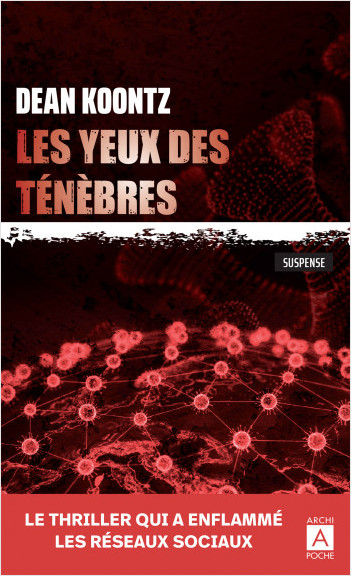 DEAN KOONTZ
LES YEUX DES
TÉNÈBRES
SUSPENSE
LE THRILLER QUI A ENFLAMMÉ
LES RÉSEAUX SOCIAUX
ARCHI
A
POCHE